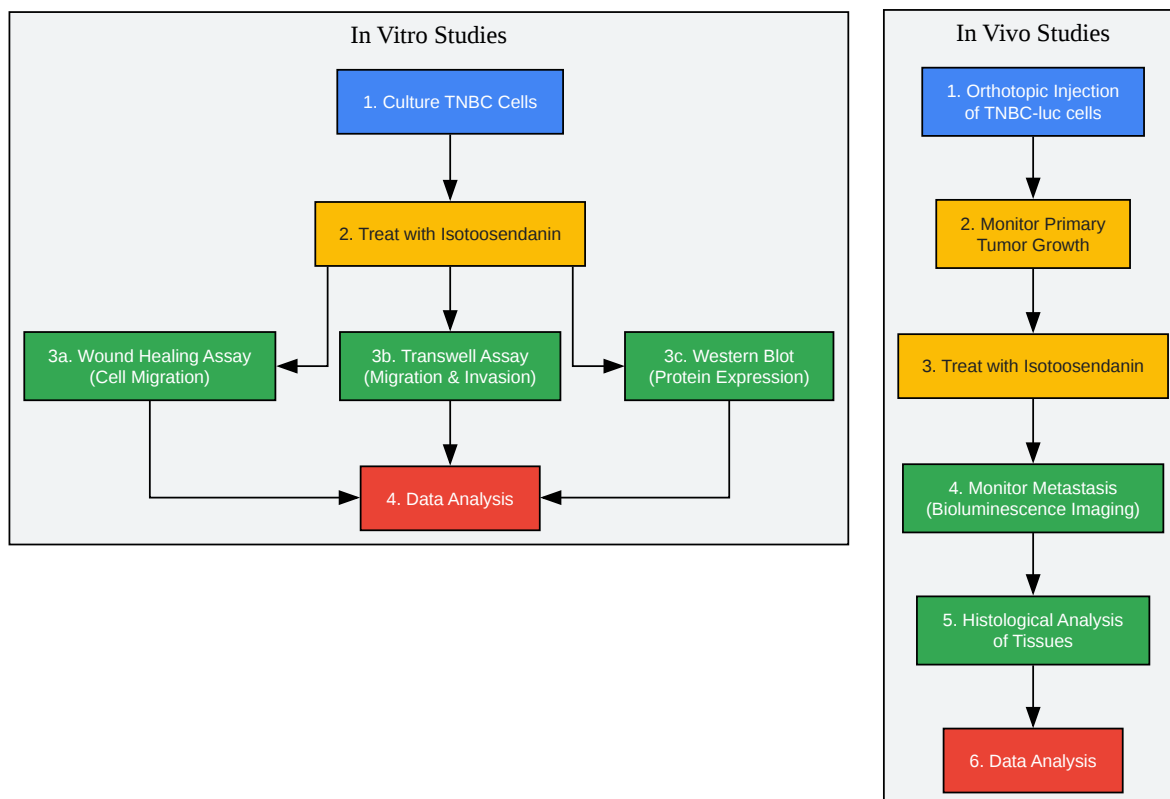 In Vitro Studies
1. Culture TNBC Cells
2. Treat with Isotoosendanin
3a. Wound Healing Assay
(Cell Migration)
3b. Transwell Assay
(Migration & Invasion)
3c. Western Blot
(Protein Expression)
4. Data Analysis
In Vivo Studies
1. Orthotopic Injection
of TNBC-luc cells
2. Monitor Primary
Tumor Growth
3. Treat with Isotoosendanin
4. Monitor Metastasis
(Bioluminescence Imaging)
5. Histological Analysis
of Tissues
6. Data Analysis